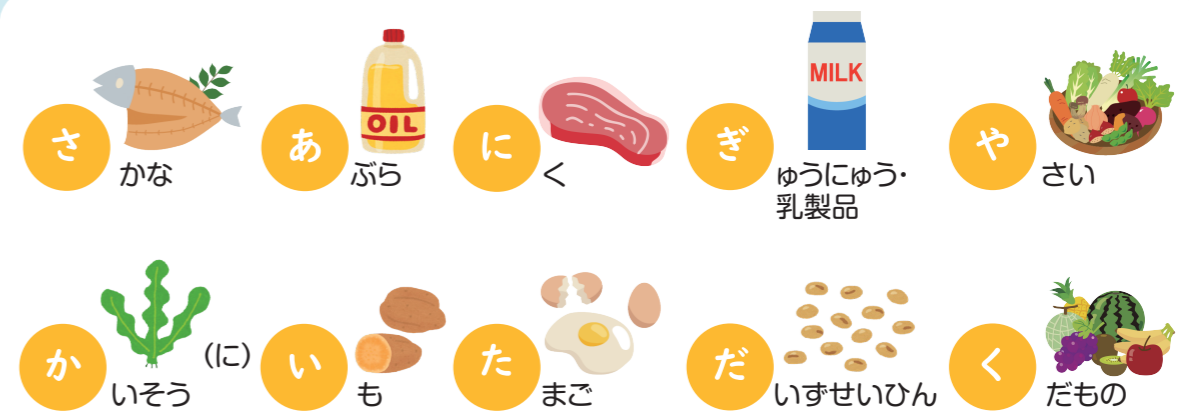 さかな
OIL
あぶら
にく
MILK
ぎゅうにゅう・
乳製品
やさい
かいそう
(に)
いも
たまご
だいずせいひん
くだもの